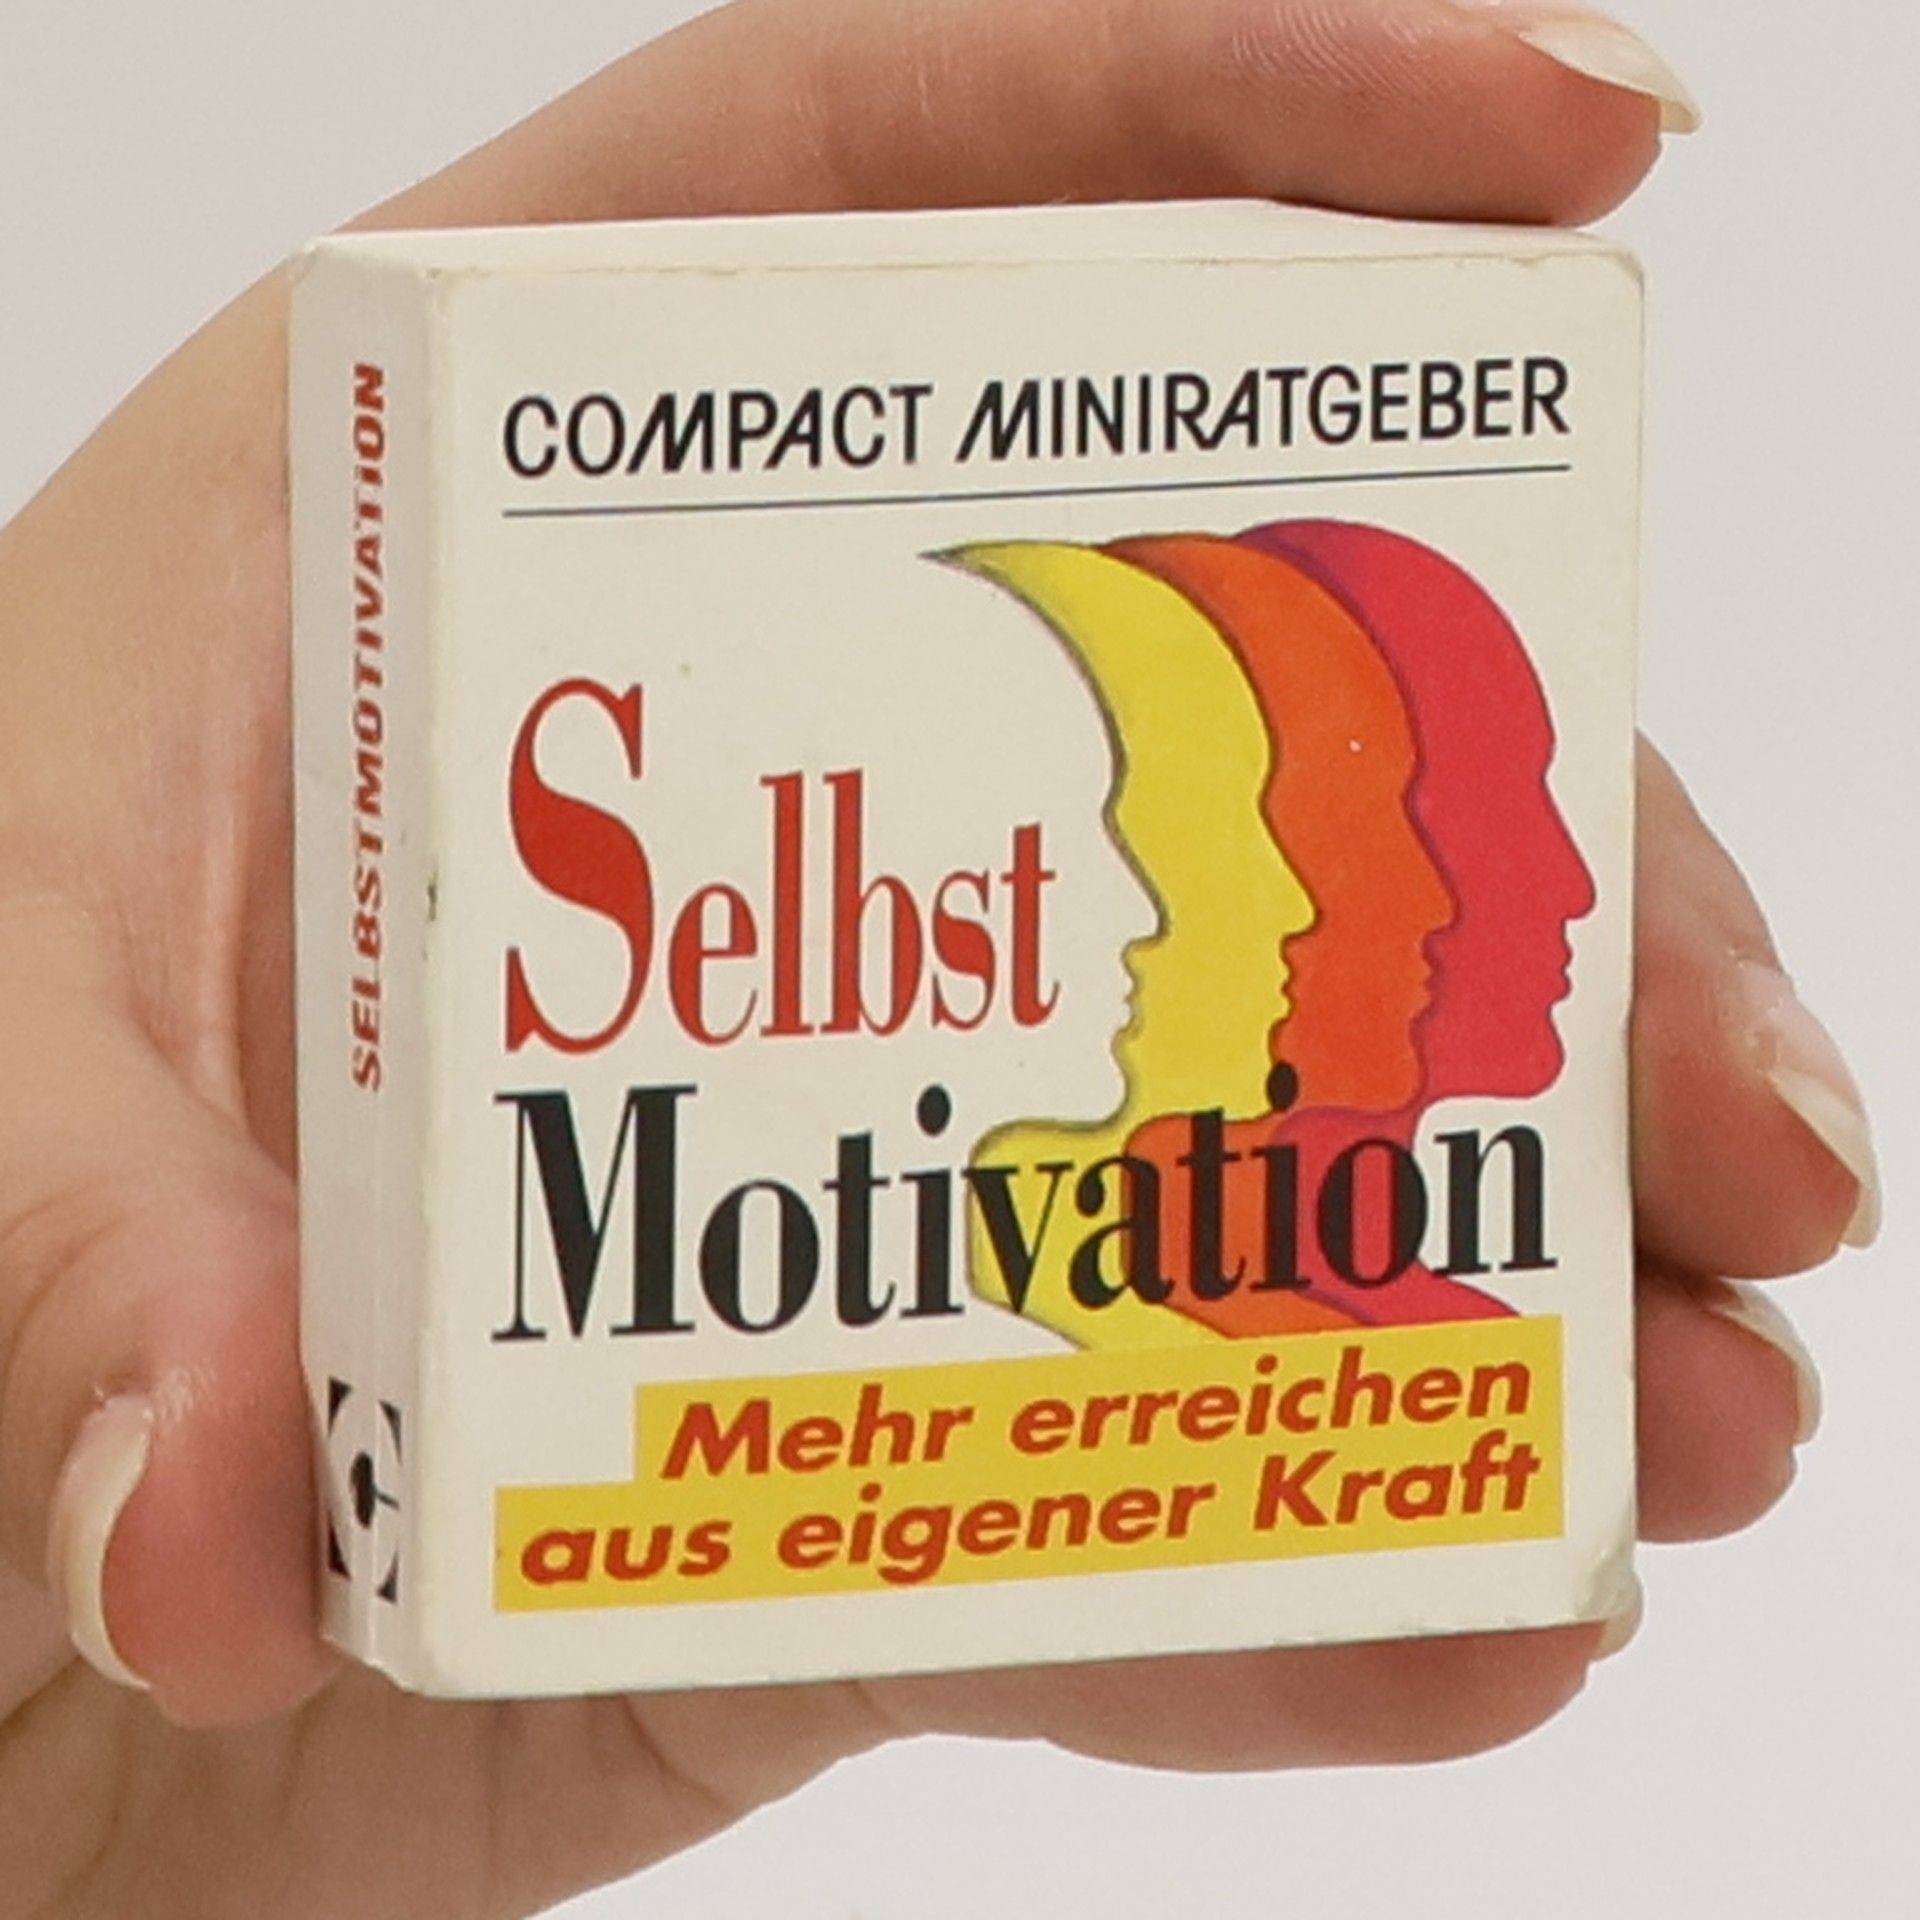 SELBSTMOTIVATION
COMPACT MINIRATGEBER
Selbst
Motivation
Mehr erreichen
aus eigener Kraft